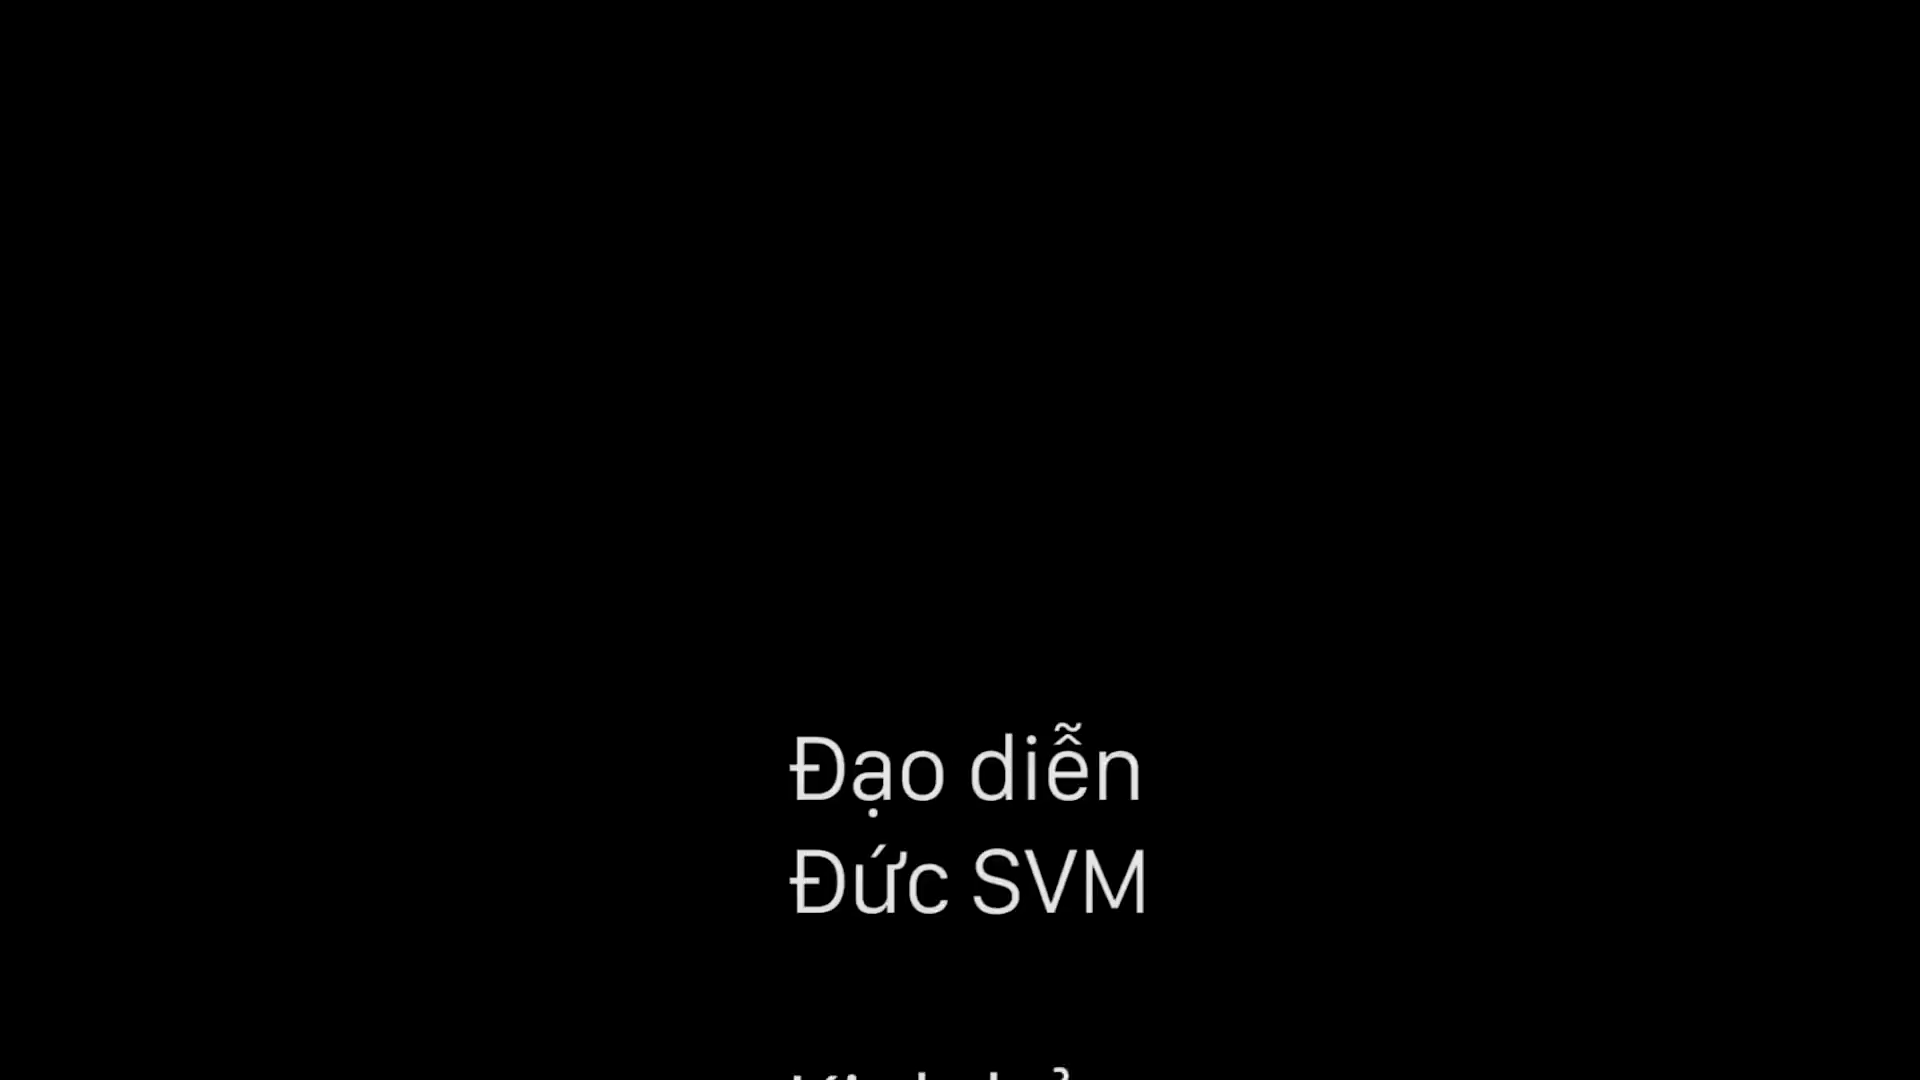 Đạo diễn
Đức SVM